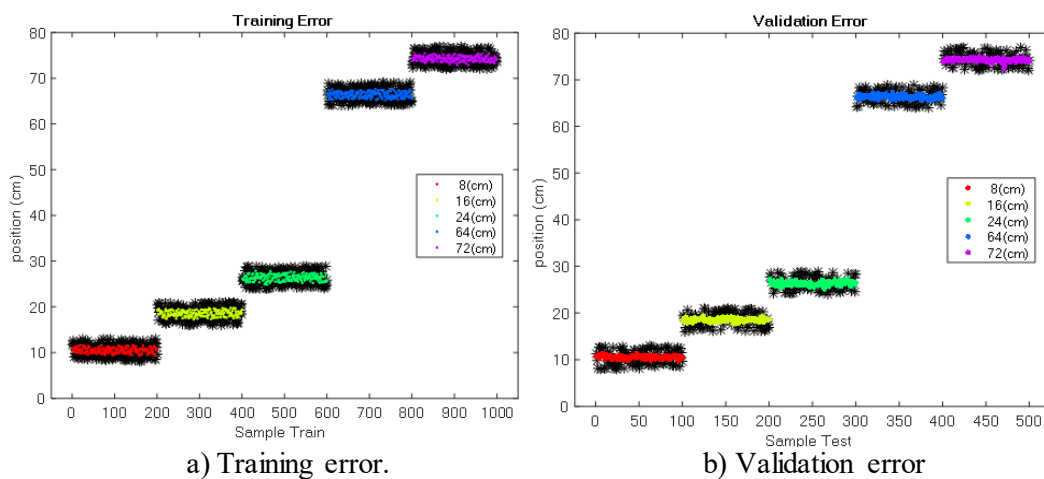 Training Error
80
70
60
50
40
30
20
10
0
position (cm)
8(cm)
16(cm)
24(cm)
64(cm)
72(cm)
0 100 200 300 400 500 600 700 800 900 1000
Sample Train
a) Training error.
Validation Error
80
70
60
50
40
30
20
10
0
position (cm)
8(cm)
16(cm)
24(cm)
64(cm)
72(cm)
0 50 100 150 200 250 300 350 400 450 500
Sample Test
b) Validation error